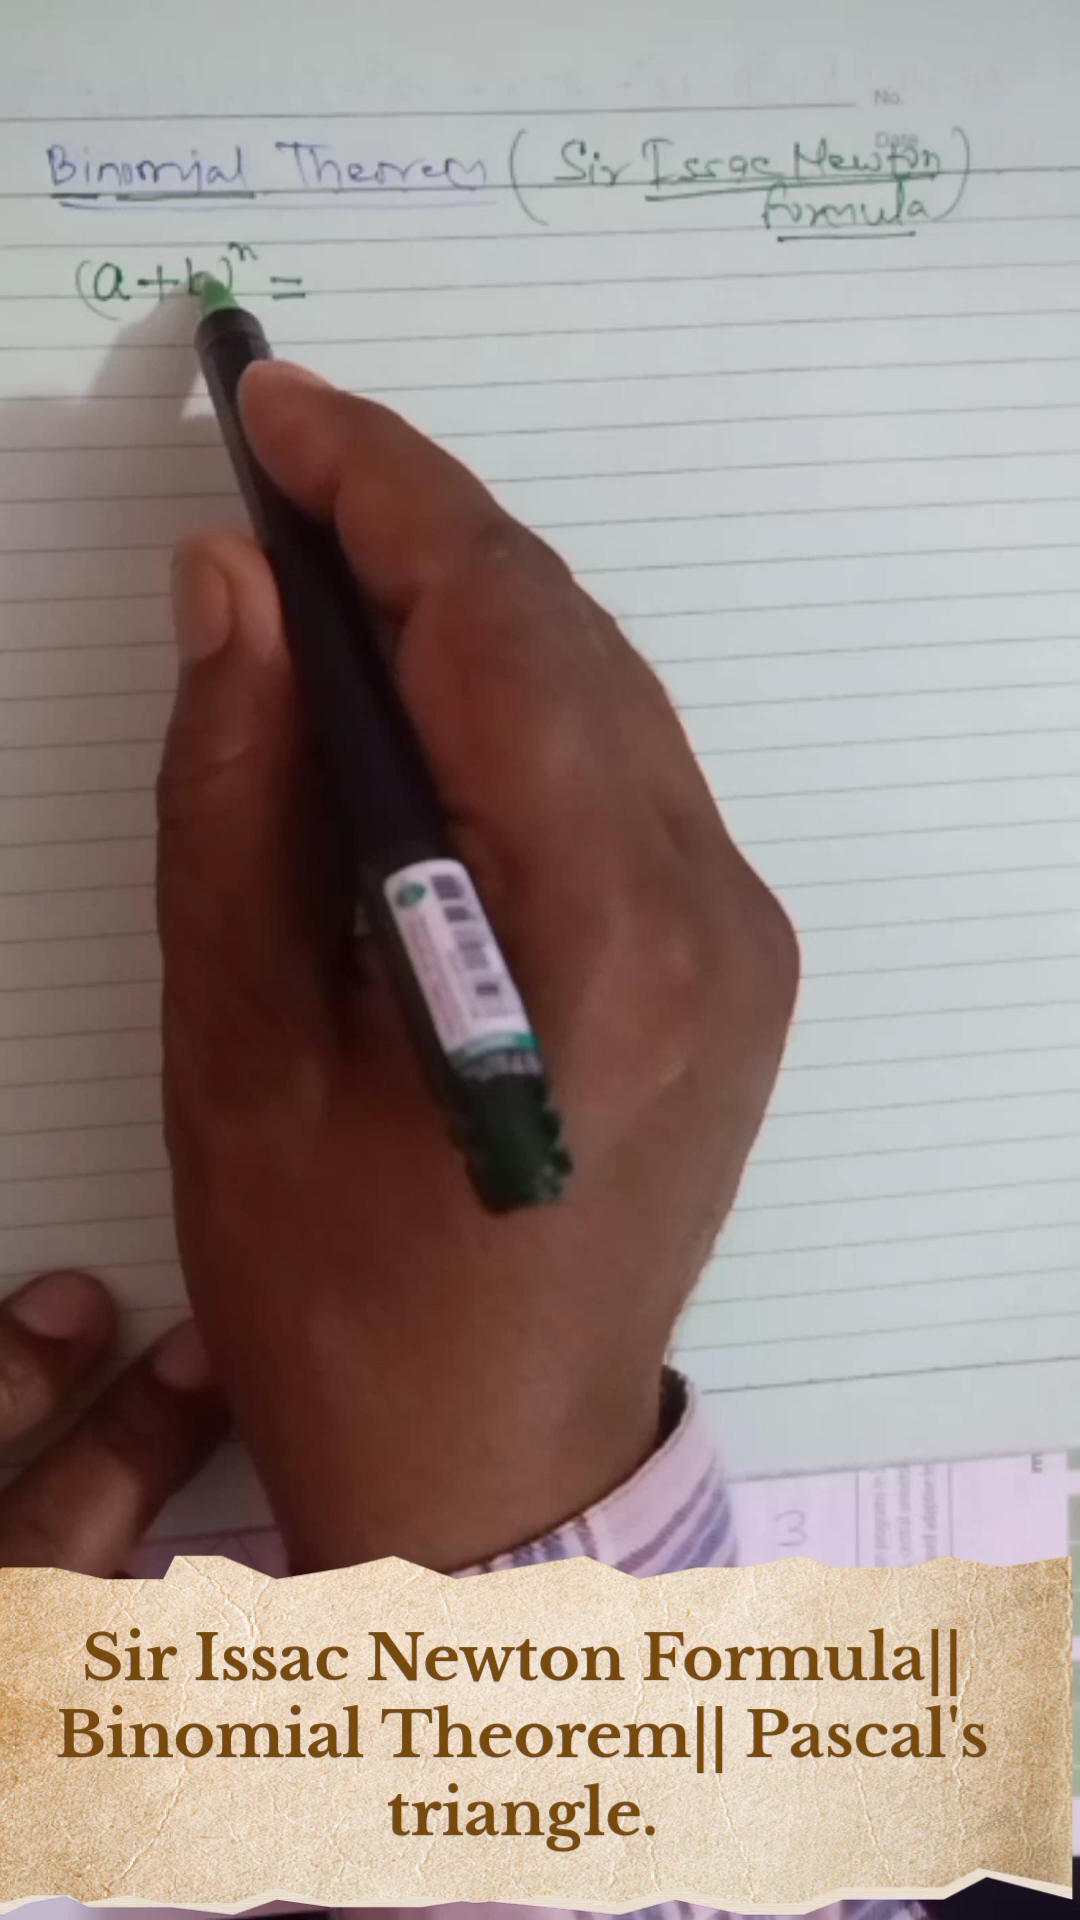 No.
Date
Binomial Theorem ( Sir Issac Newton
formula)
(a+b)ⁿ =
3
Sir Issac Newton Formula||
Binomial Theorem|| Pascal's
triangle.